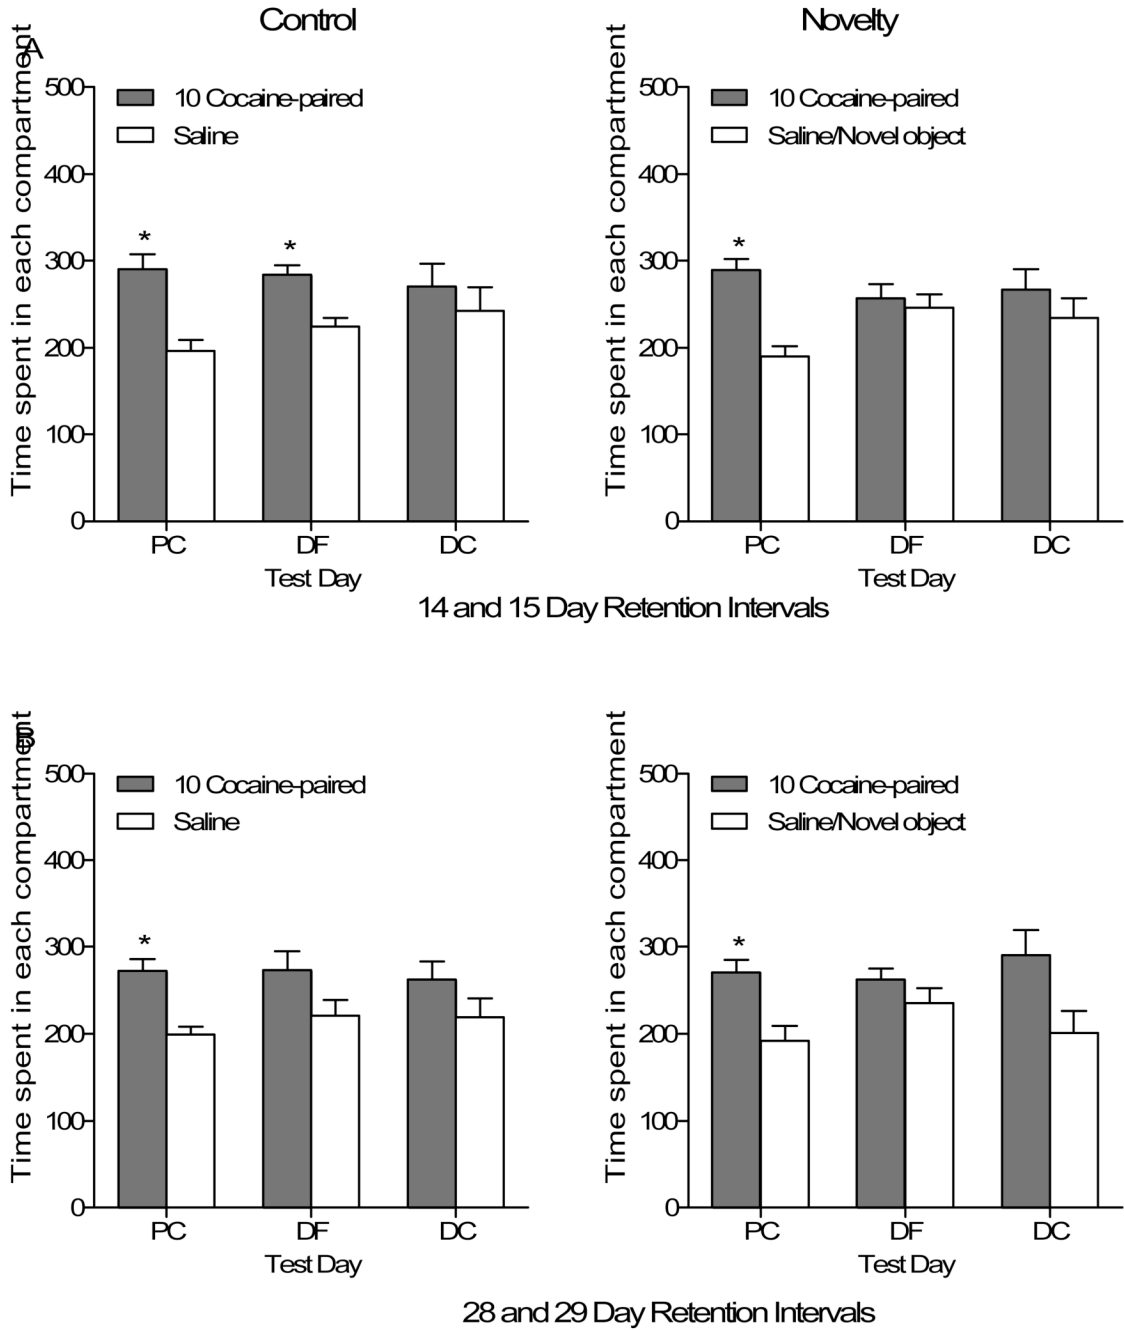 Control
Novelty
A
Time spent in each compartment
500
400
300
200
100
0
10 Cocaine-paired
Saline
*
*
PC
DF
DC
Test Day
Time spent in each compartment
500
400
300
200
100
0
10 Cocaine-paired
Saline/Novel object
*
PC
DF
DC
Test Day
14 and 15 Day Retention Intervals
B
Time spent in each compartment
500
400
300
200
100
0
10 Cocaine-paired
Saline
*
PC
DF
DC
Test Day
Time spent in each compartment
500
400
300
200
100
0
10 Cocaine-paired
Saline/Novel object
*
PC
DF
DC
Test Day
28 and 29 Day Retention Intervals